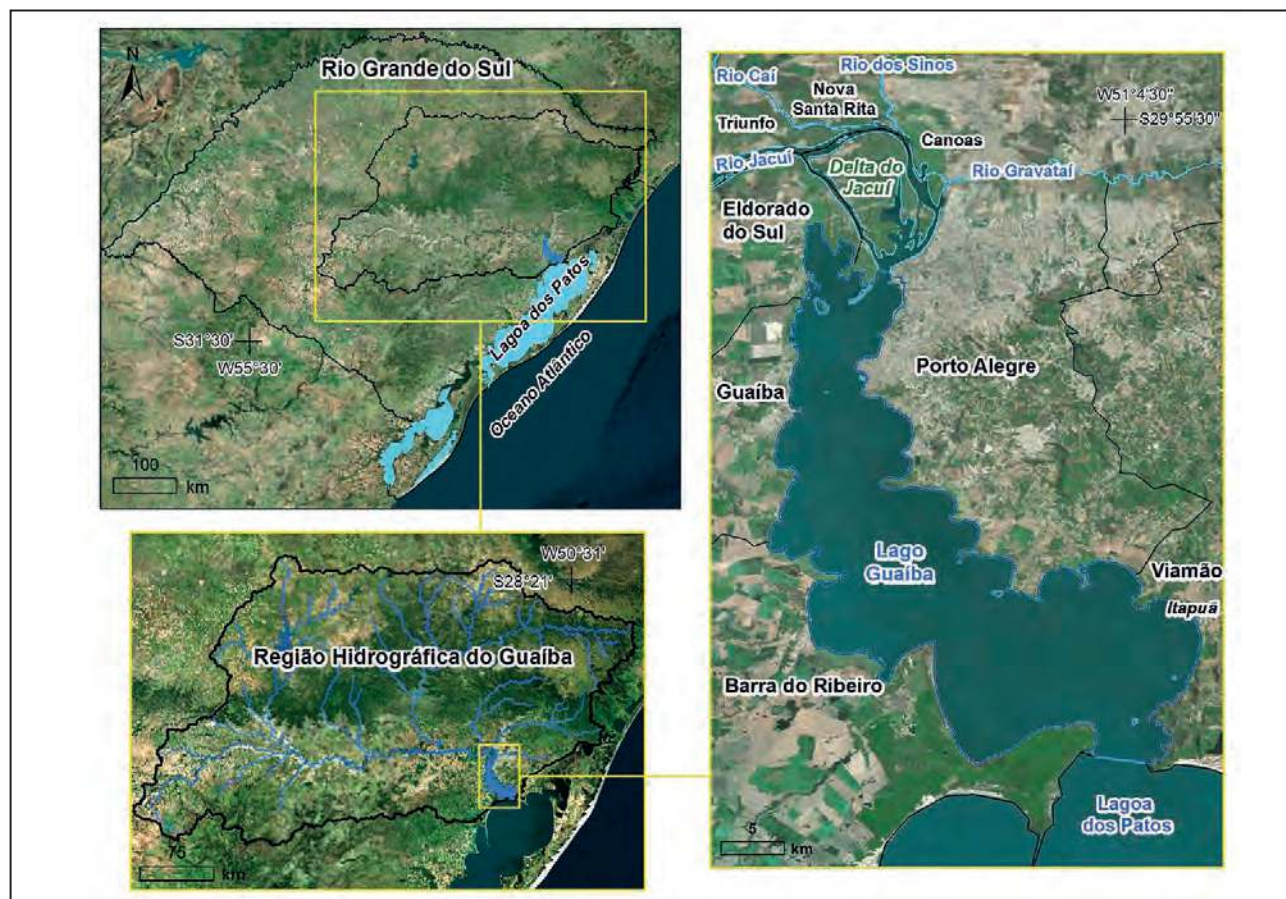 N
Rio Grande do Sul
S31°30'
W55°30'
Lagoa dos Patos
Oceano Atlântico
100
km
W50°31'
S28°21'
Região Hidrográfica do Guaíba
75
km
Rio Caí
Rio dos Sinos
Nova
Santa Rita
W51°4'30"
S29°55'30"
Triunfo
Canoas
Rio Jacuí
Delta do
Jacuí
Rio Gravataí
Eldorado
do Sul
Guaíba
Porto Alegre
Lago
Guaíba
Viamão
Itapuã
Barra do Ribeiro
Lagoa
dos Patos
5
km